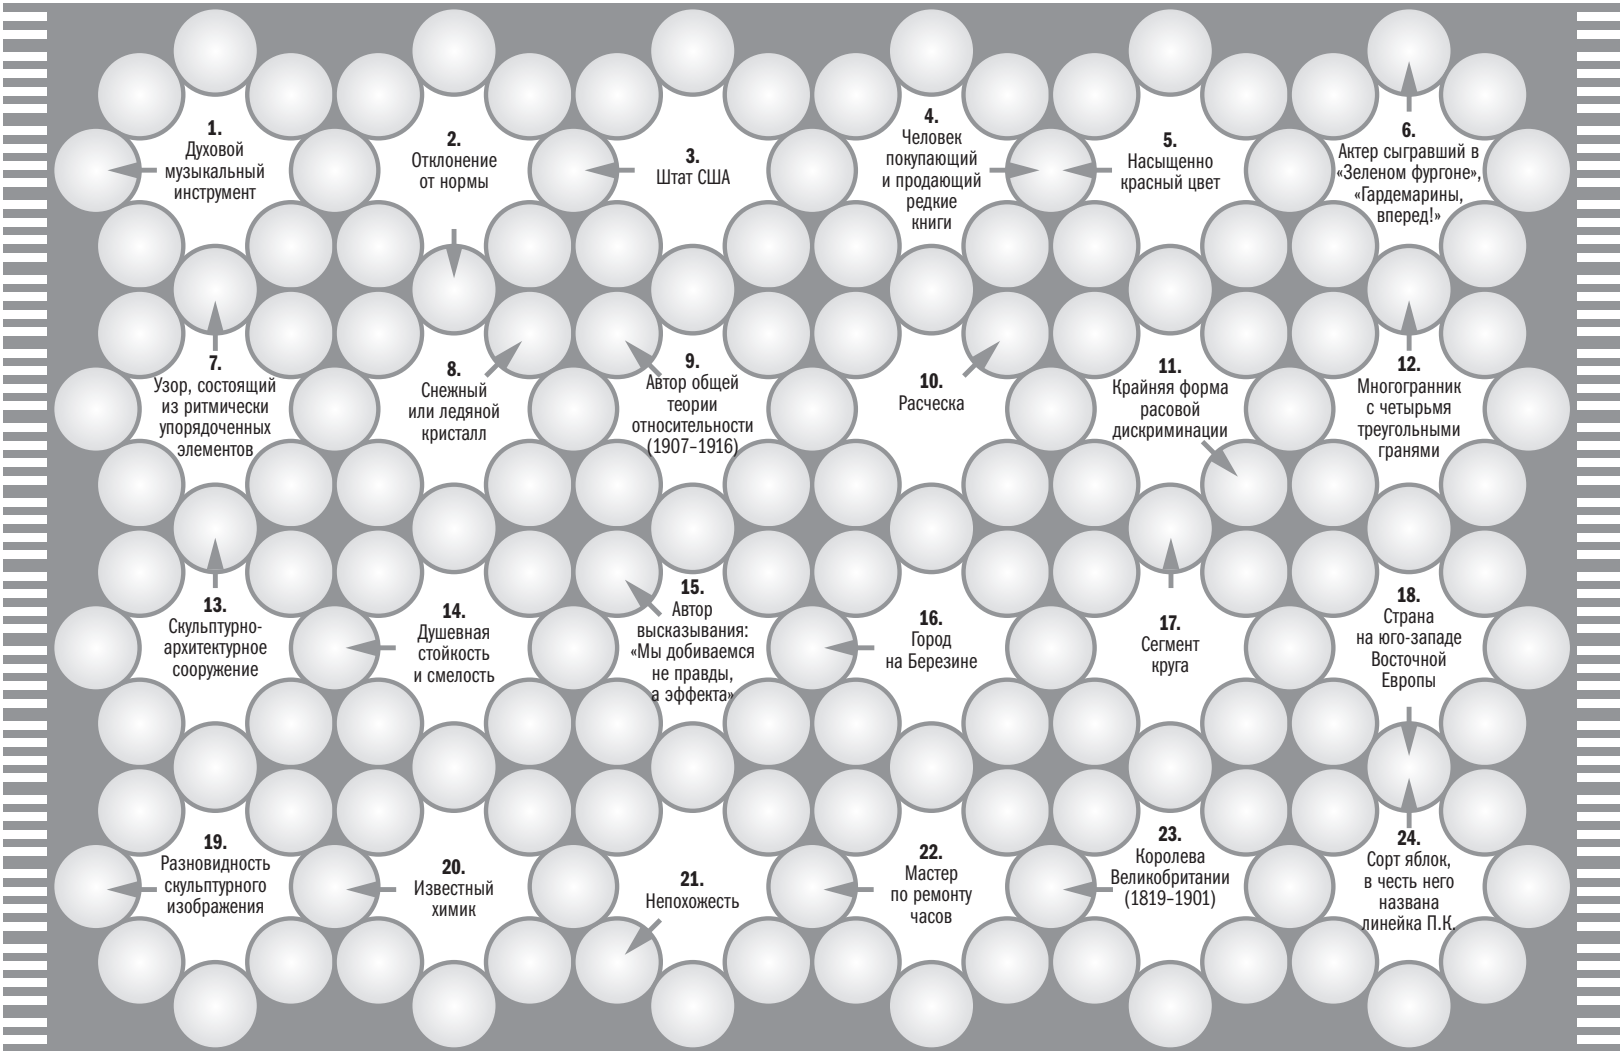 1.
Духовой
музыкальный
инструмент
2.
Отклонение
от нормы
3.
Штат США
4.
Человек
покупающий
и продающий
редкие
книги
5.
Насыщенно
красный цвет
6.
Актер сыгравший в
«Зеленом фургоне»,
«Гардемарины,
вперед!»
7.
Узор, состоящий
из ритмически
упорядоченных
элементов
8.
Снежный
или ледяной
кристалл
9.
Автор общей
теории
относительности
(1907–1916)
10.
Расческа
11.
Крайняя форма
расовой
дискриминации
12.
Многогранник
с четырьмя
треугольными
гранями
13.
Скульптурно-
архитектурное
сооружение
14.
Душевная
стойкость
и смелость
15.
Автор
высказывания:
«Мы добиваемся
не правды,
а эффекта»
16.
Город
на Березине
17.
Сегмент
круга
18.
Страна
на юго-западе
Восточной
Европы
19.
Разновидность
скульптурного
изображения
20.
Известный
химик
21.
Непохожесть
22.
Мастер
по ремонту
часов
23.
Королева
Великобритании
(1819–1901)
24.
Сорт яблок,
в честь него
названа
линейка П.К.